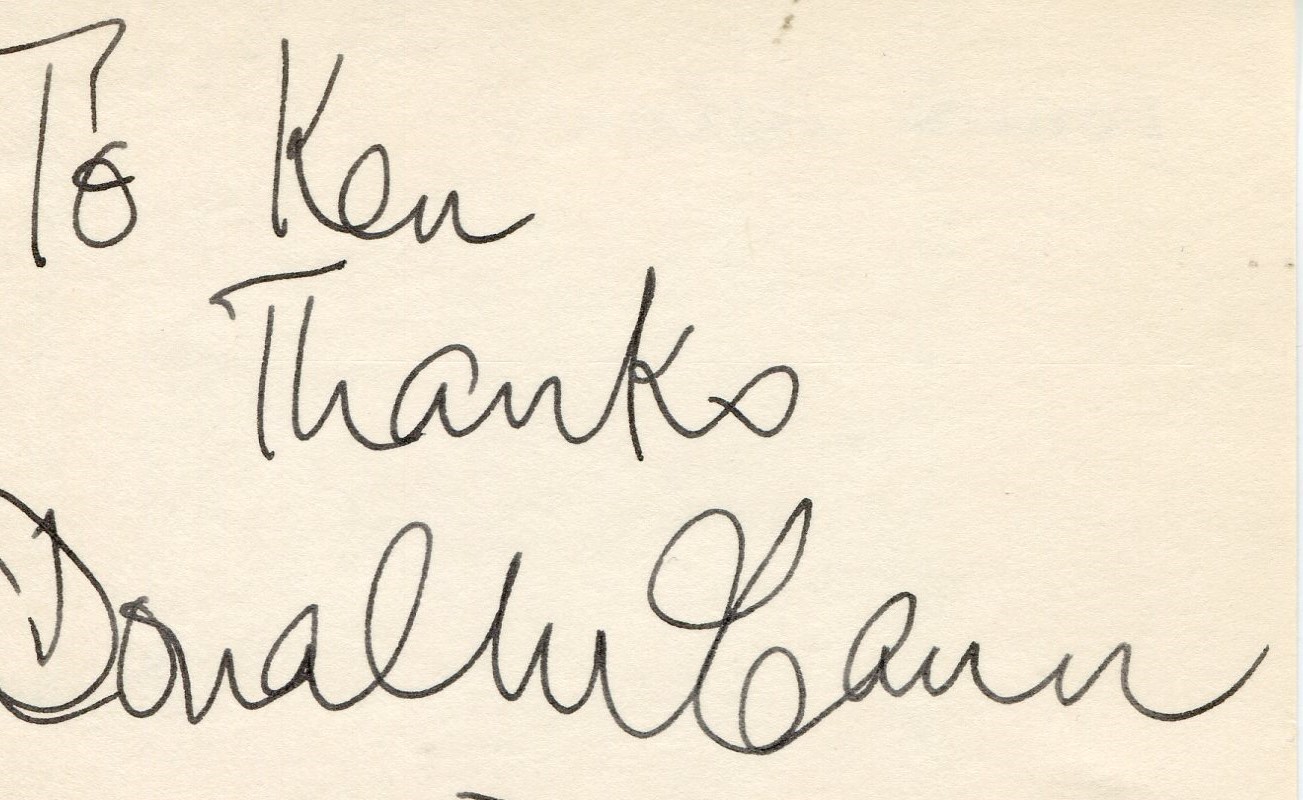 To Ken
Thanks
Donal McCann